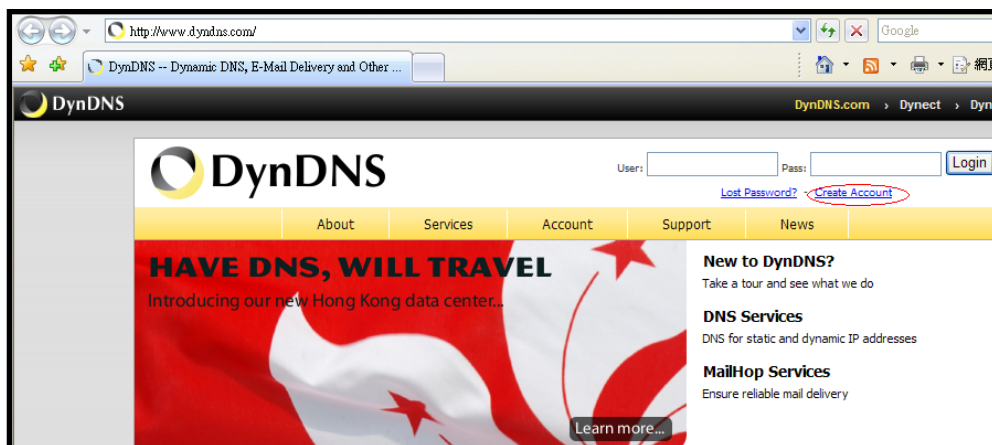 http://www.dyndns.com/
Google
DynDNS -- Dynamic DNS, E-Mail Delivery and Other ...
網頁
DynDNS
DynDNS.com › Dynect › Dyn
DynDNS
User: Pass: Login
Lost Password? - Create Account
About Services Account Support News
HAVE DNS, WILL TRAVEL
Introducing our new Hong Kong data center...
Learn more...
New to DynDNS?
Take a tour and see what we do
DNS Services
DNS for static and dynamic IP addresses
MailHop Services
Ensure reliable mail delivery